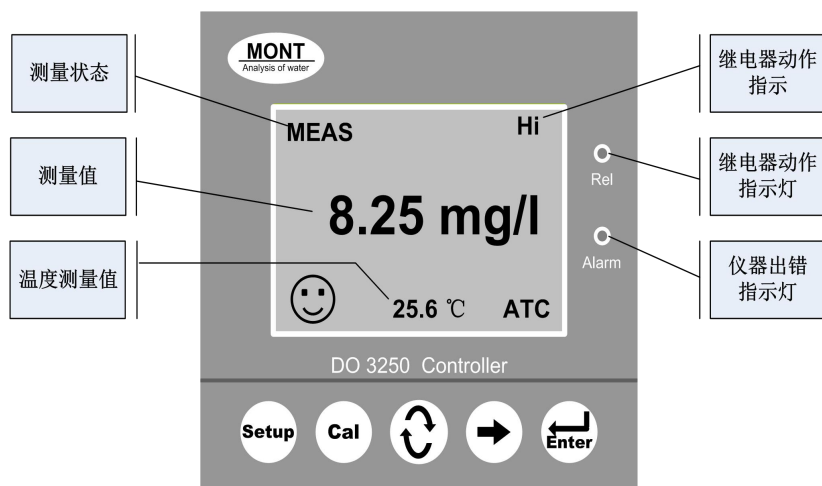 MONT
Analysis of water
测量状态
测量值
温度测量值
MEAS
Hi
8.25 mg/l
25.6 ℃
ATC
Rel
Alarm
继电器动作
指示
继电器动作
指示灯
仪器出错
指示灯
DO 3250 Controller
Setup
Cal
Enter